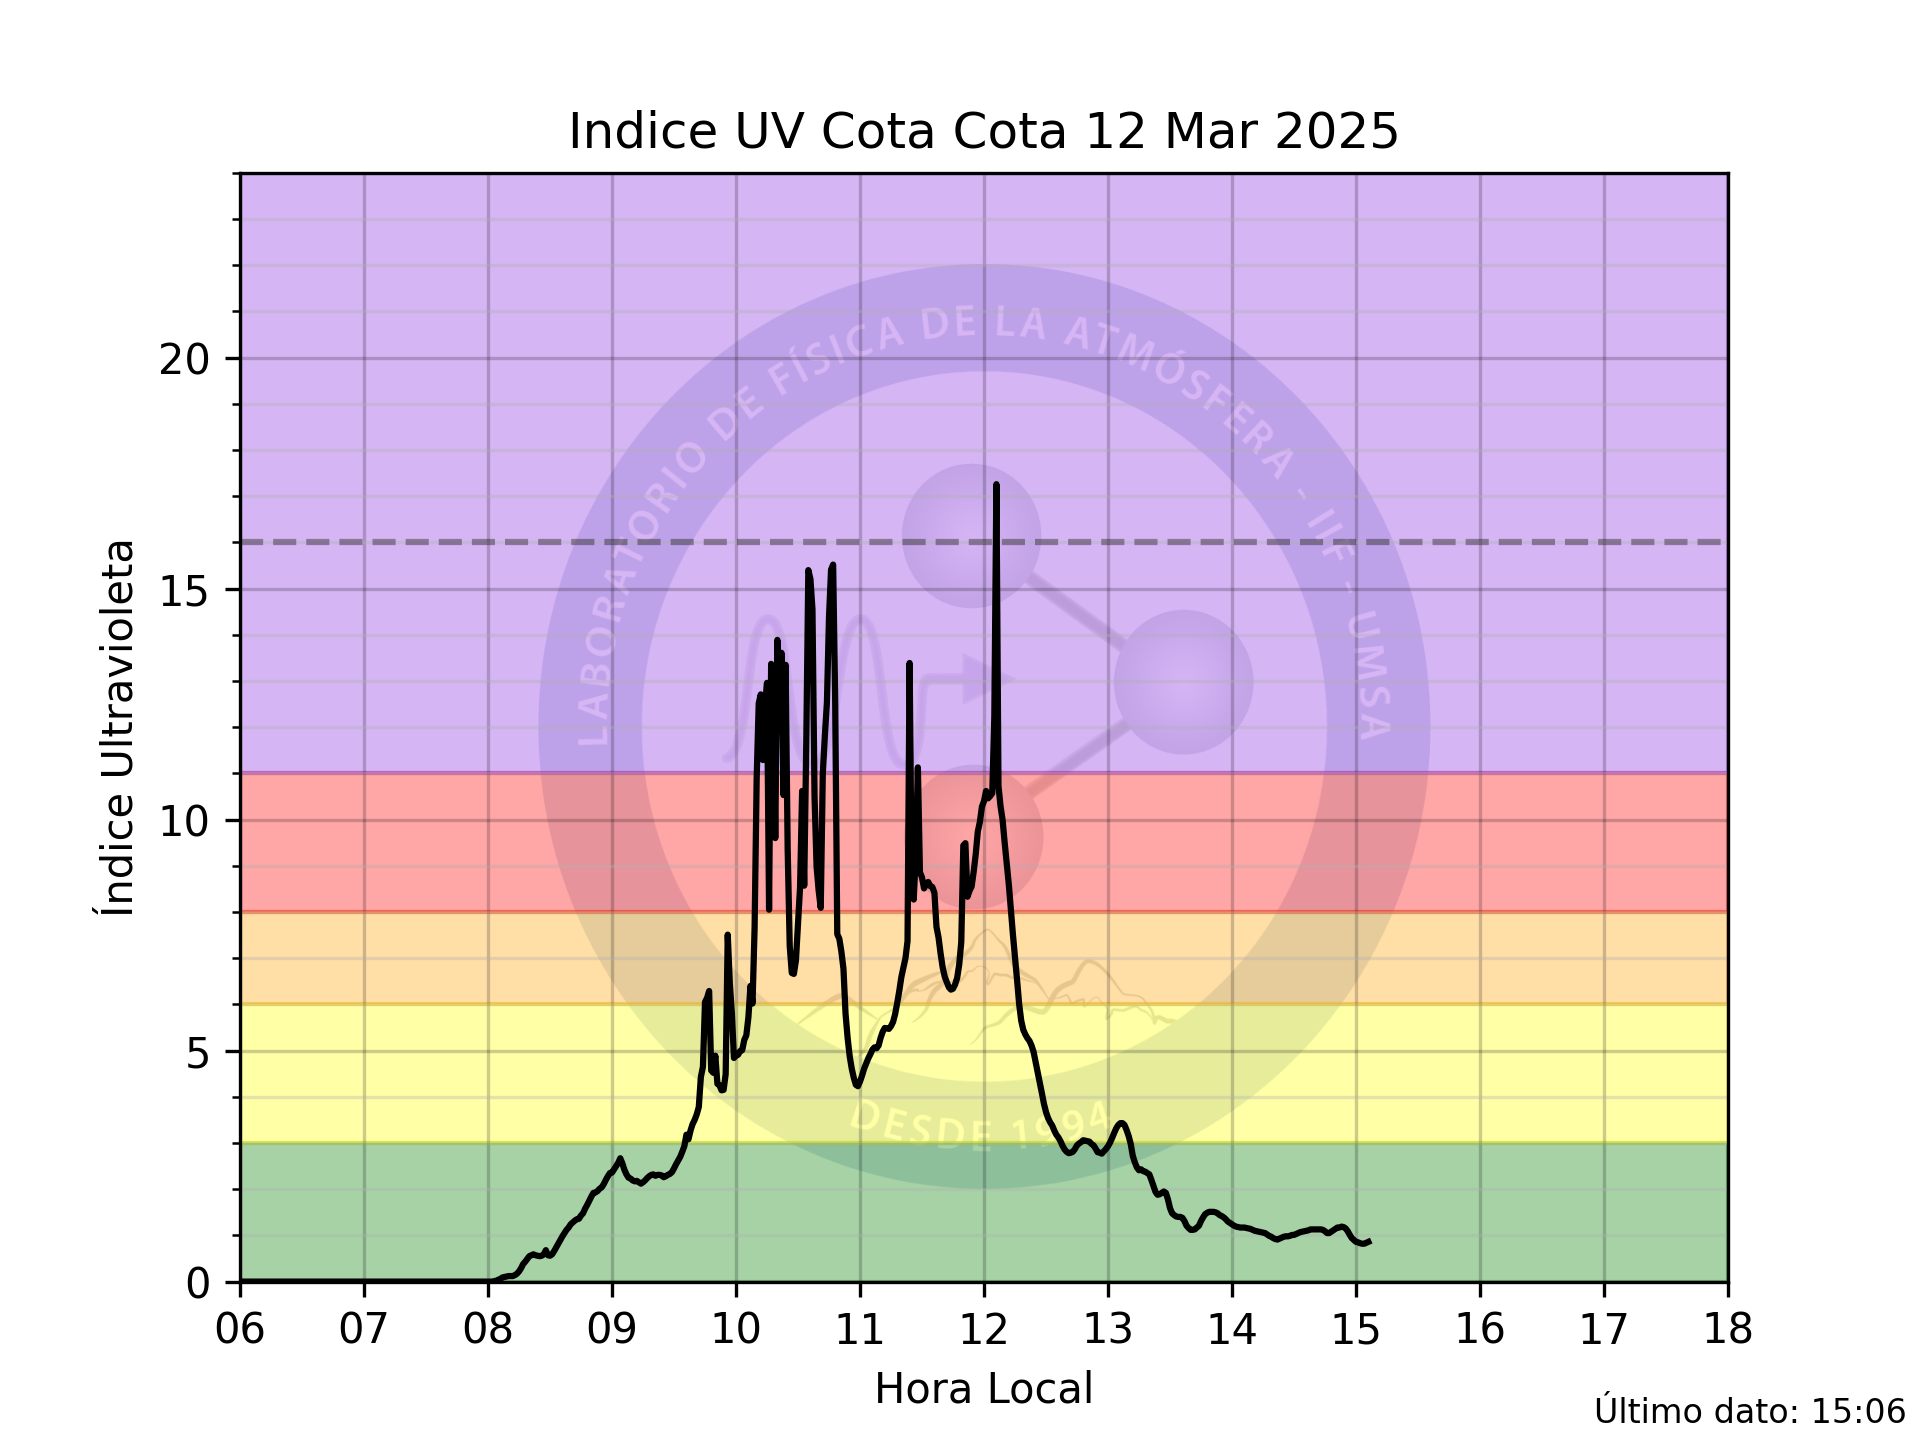 Indice UV Cota Cota 12 Mar 2025
Índice Ultravioleta
20
15
10
5
0
LABORATORIO DE FÍSICA DE LA ATMÓSFERA - IIF - UMSA
DESDE 1994
06 07 08 09 10 11 12 13 14 15 16 17 18
Hora Local
Último dato: 15:06